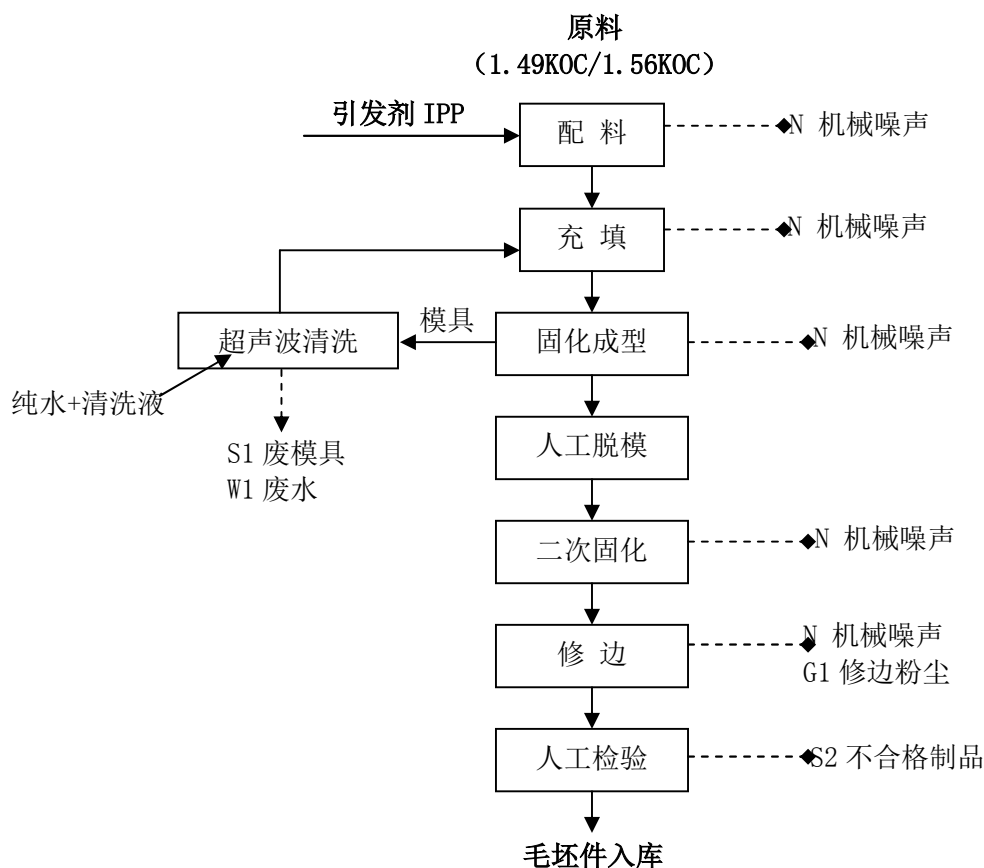 原料
（1.49KOC/1.56KOC）
引发剂 IPP
配 料
N 机械噪声
充 填
N 机械噪声
模具
超声波清洗
固化成型
N 机械噪声
纯水+清洗液
人工脱模
S1 废模具
W1 废水
二次固化
N 机械噪声
修 边
N 机械噪声
G1 修边粉尘
人工检验
S2 不合格制品
毛坯件入库